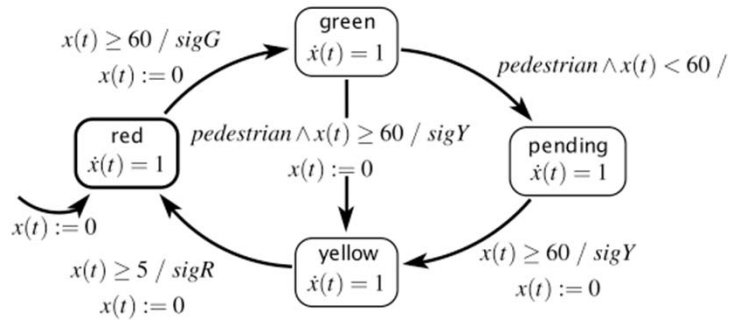 green
ẋ(t) = 1
x(t) ≥ 60 / sigG
x(t) := 0
pedestrian ∧ x(t) < 60 /
red
ẋ(t) = 1
pedestrian ∧ x(t) ≥ 60 / sigY
x(t) := 0
pending
ẋ(t) = 1
x(t) := 0
yellow
ẋ(t) = 1
x(t) ≥ 5 / sigR
x(t) := 0
x(t) ≥ 60 / sigY
x(t) := 0